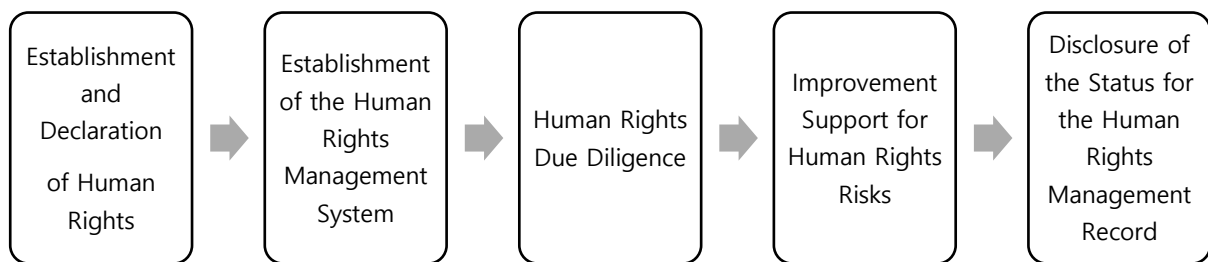 Establishment
and
Declaration
of Human
Rights
Establishment
of the Human
Rights
Management
System
Human Rights
Due Diligence
Improvement
Support for
Human Rights
Risks
Disclosure of
the Status for
the Human
Rights
Management
Record